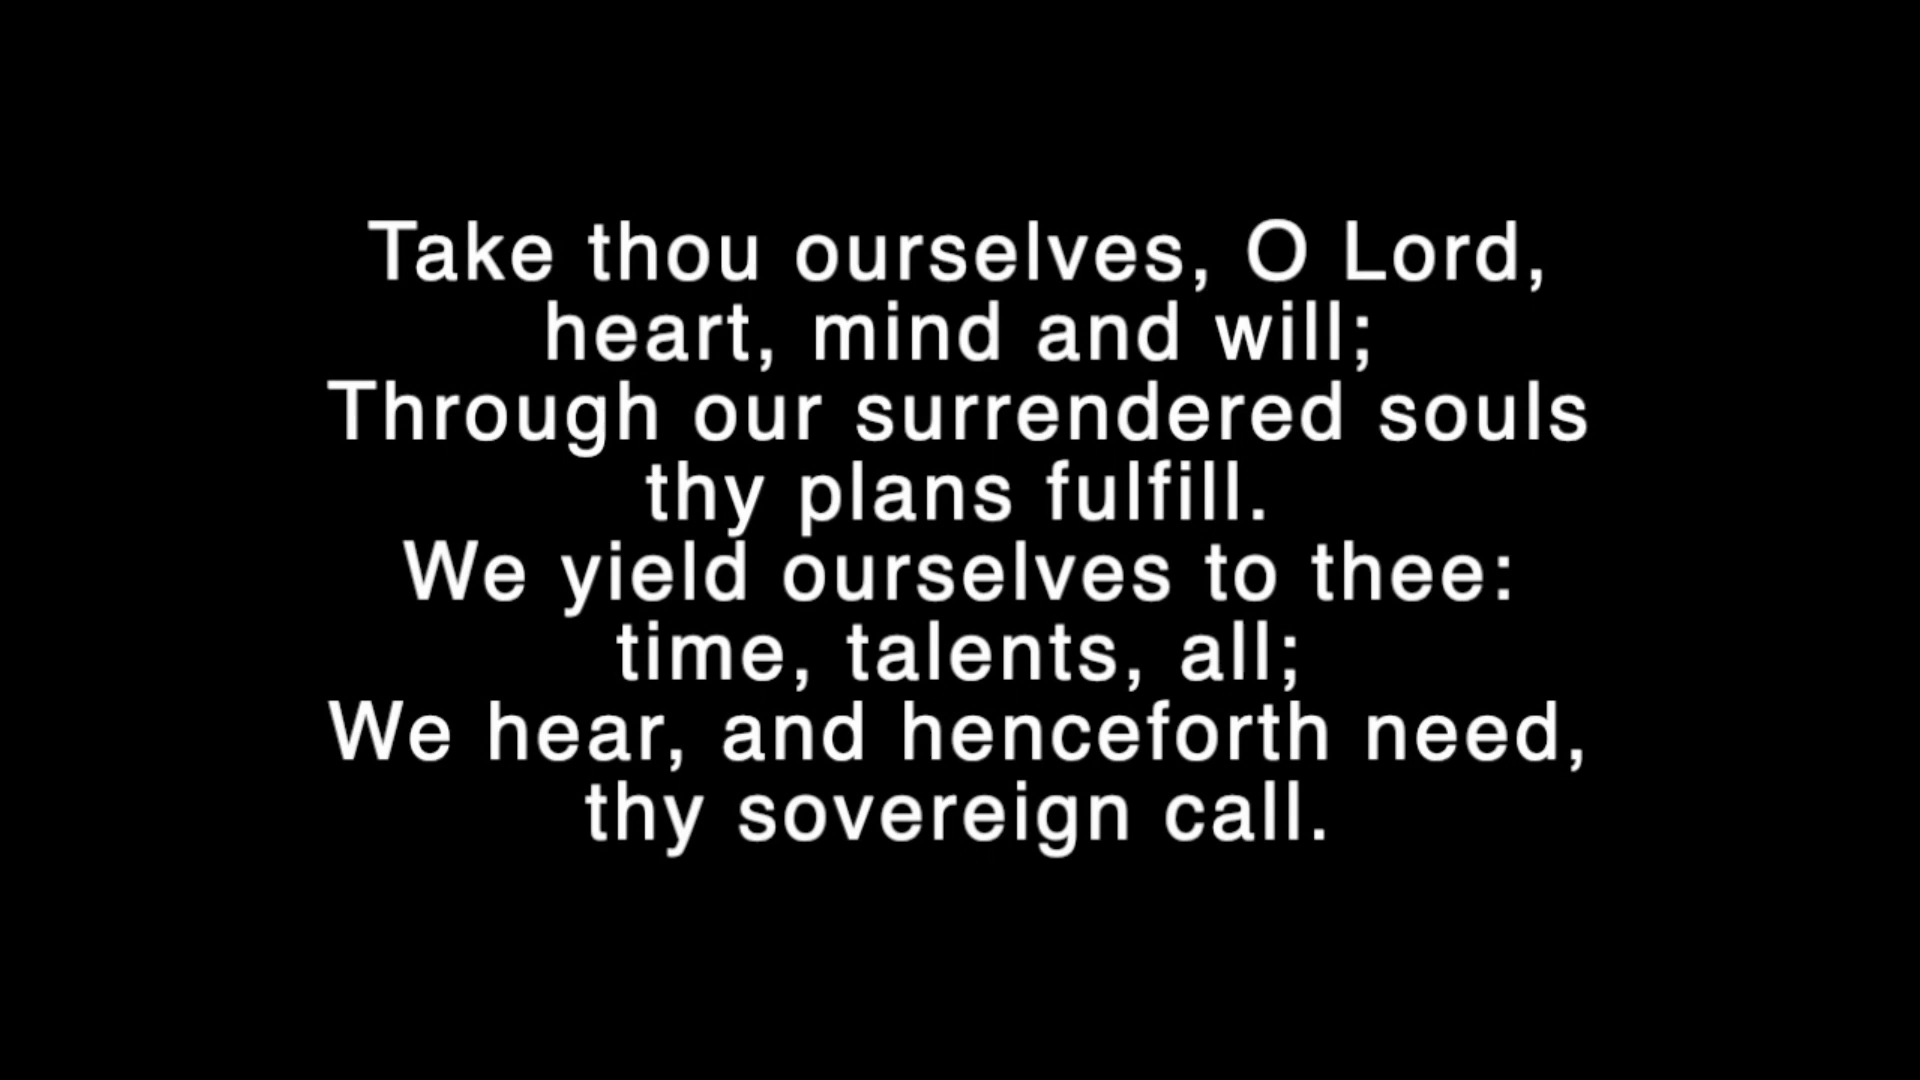 Take thou ourselves, O Lord,
heart, mind and will;
Through our surrendered souls
thy plans fulfill.
We yield ourselves to thee:
time, talents, all;
We hear, and henceforth need,
thy sovereign call.